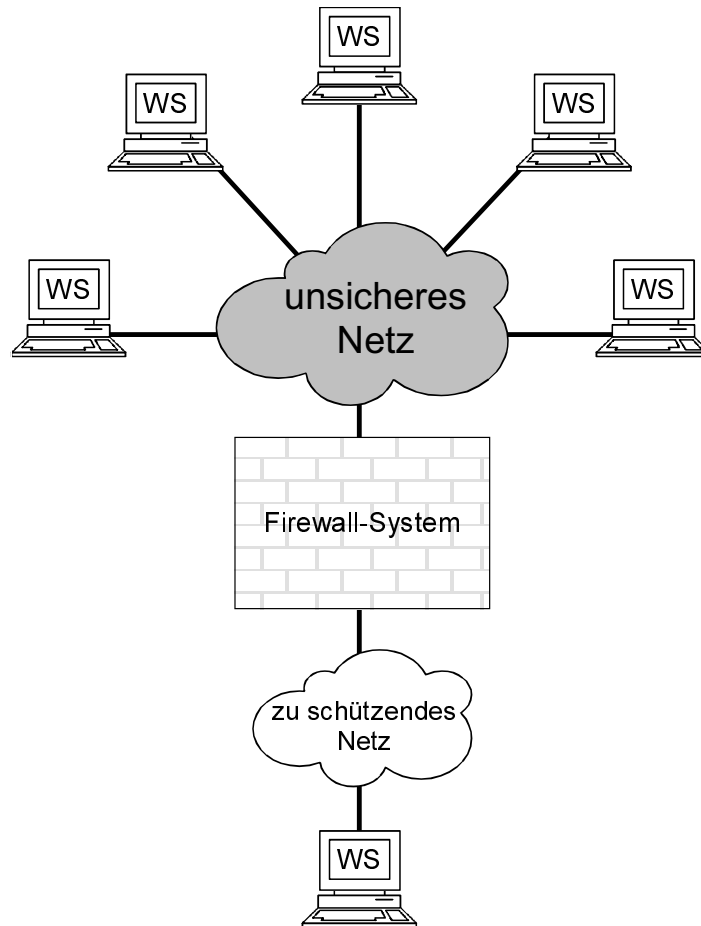 WS
WS
WS
WS
WS
unsicheres
Netz
Firewall-System
zu schützendes
Netz
WS